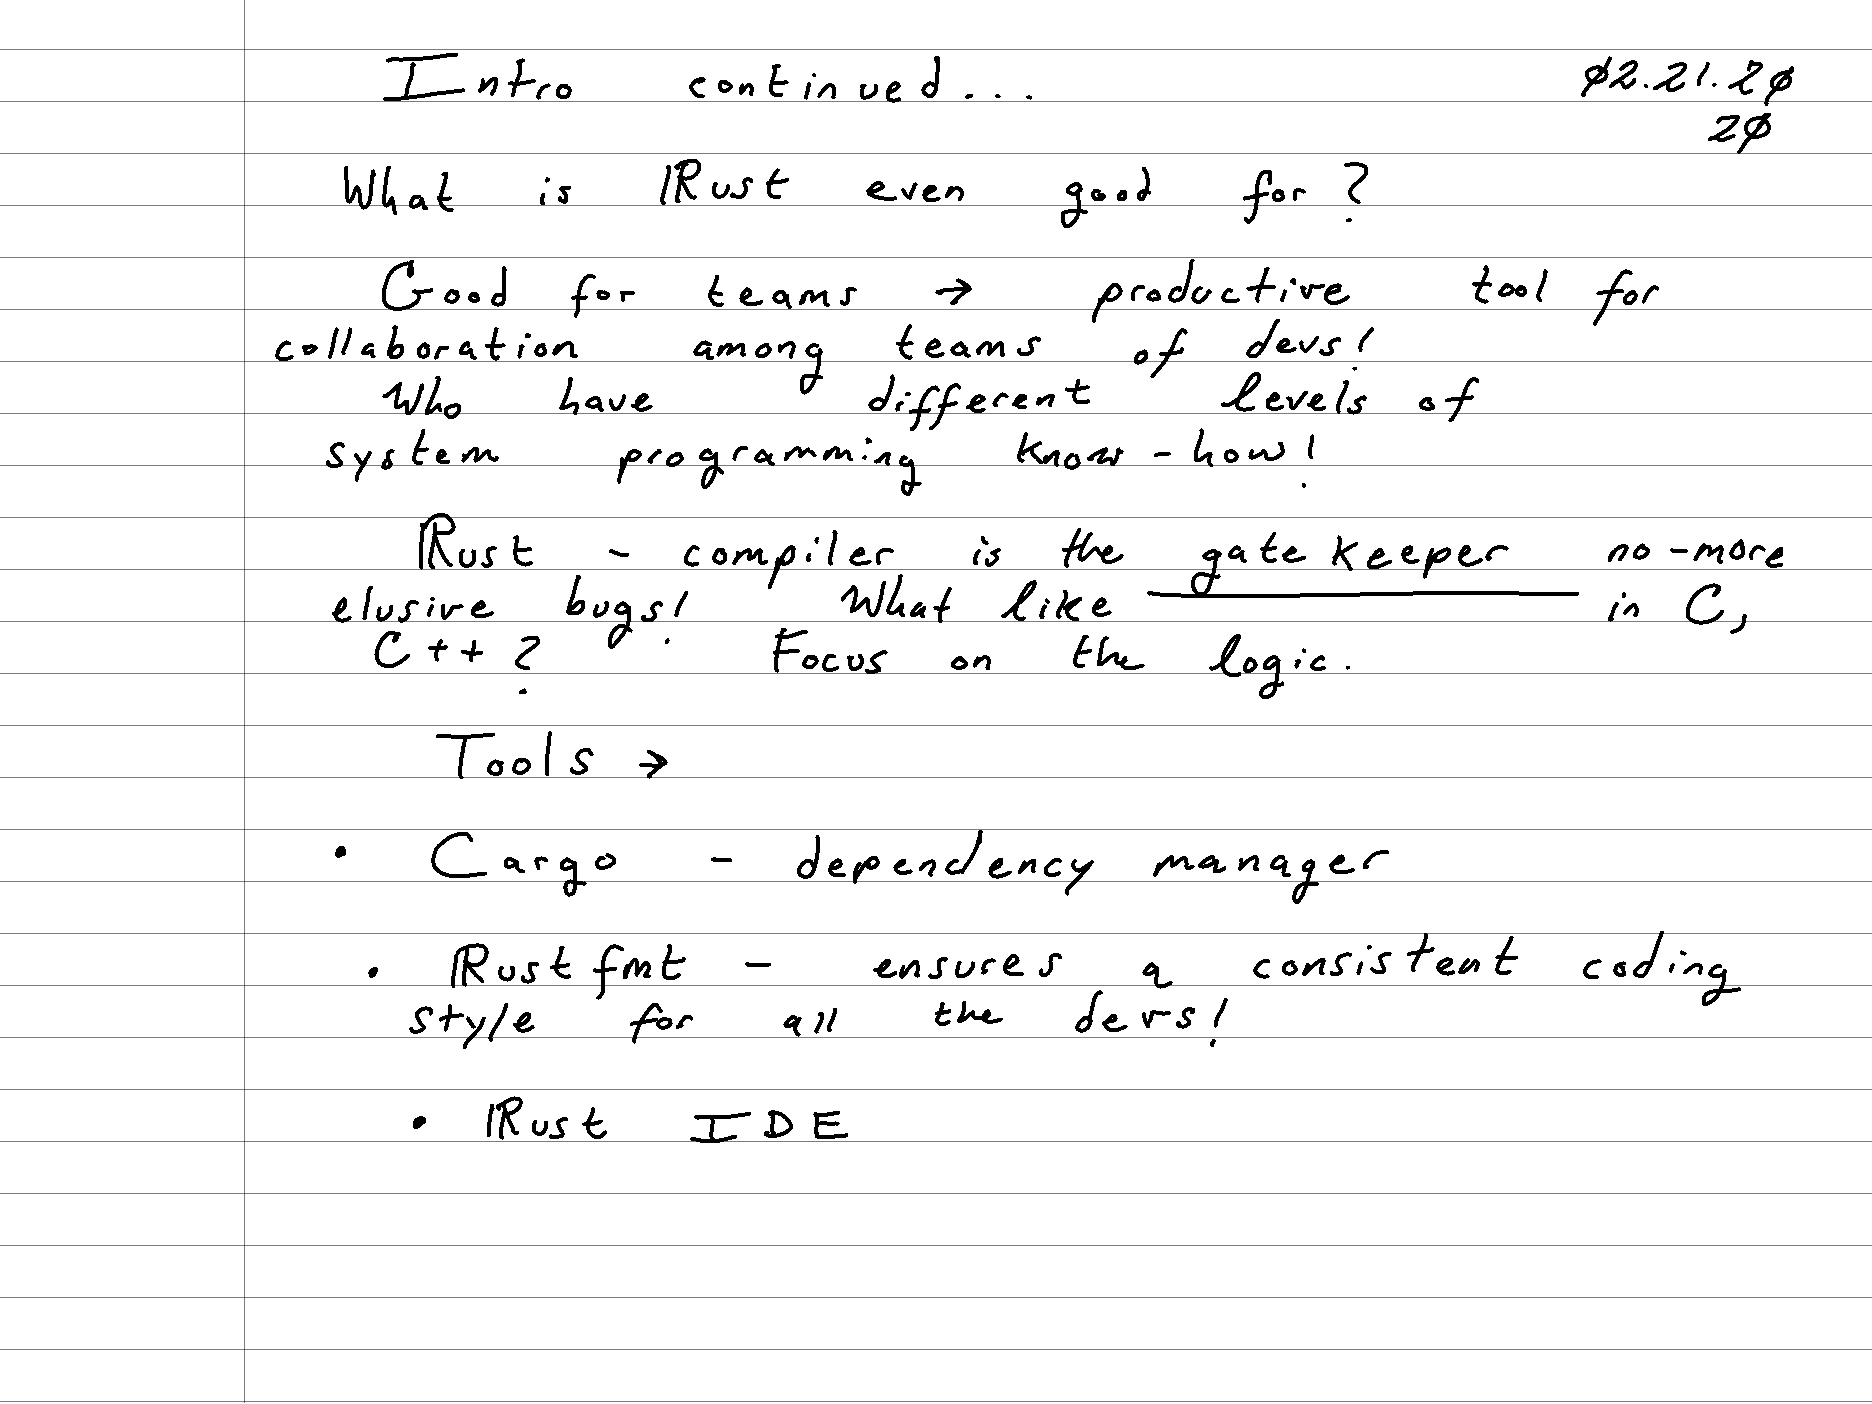 Intro continued... ø2.21.2ø
2ø
What is Rust even good for?
Good for teams → productive tool for
collaboration among teams of devs!
Who have different levels of
system programming know-how!
Rust - compiler is the gate keeper no-more
elusive bugs! What like in C,
C++? Focus on the logic.
Tools →
• Cargo - dependency manager
• Rust fmt - ensures a consistent coding
style for all the devs!
• Rust IDE